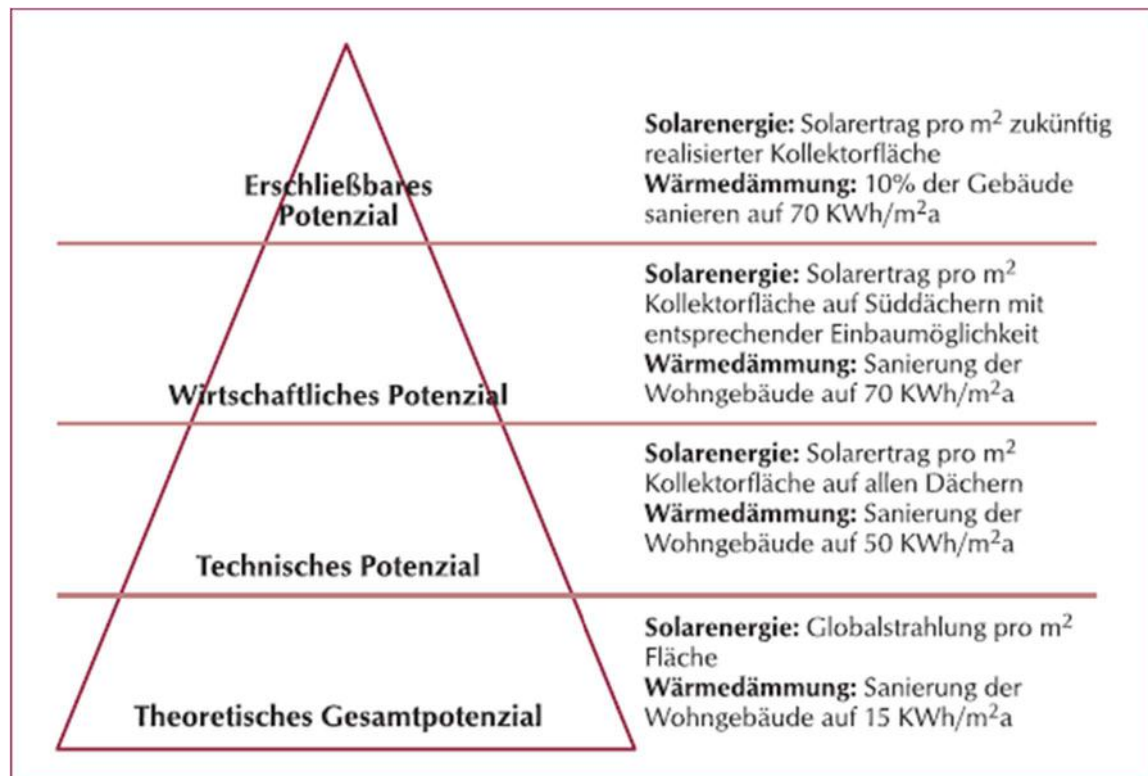 Erschließbares
Potenzial
Solarenergie: Solarertrag pro m² zukünftig
realisierter Kollektorfläche
Wärmedämmung: 10% der Gebäude
sanieren auf 70 KWh/m²a
Wirtschaftliches Potenzial
Solarenergie: Solarertrag pro m²
Kollektorfläche auf Süddächern mit
entsprechender Einbaumöglichkeit
Wärmedämmung: Sanierung der
Wohngebäude auf 70 KWh/m²a
Technisches Potenzial
Solarenergie: Solarertrag pro m²
Kollektorfläche auf allen Dächern
Wärmedämmung: Sanierung der
Wohngebäude auf 50 KWh/m²a
Theoretisches Gesamtpotenzial
Solarenergie: Globalstrahlung pro m²
Fläche
Wärmedämmung: Sanierung der
Wohngebäude auf 15 KWh/m²a